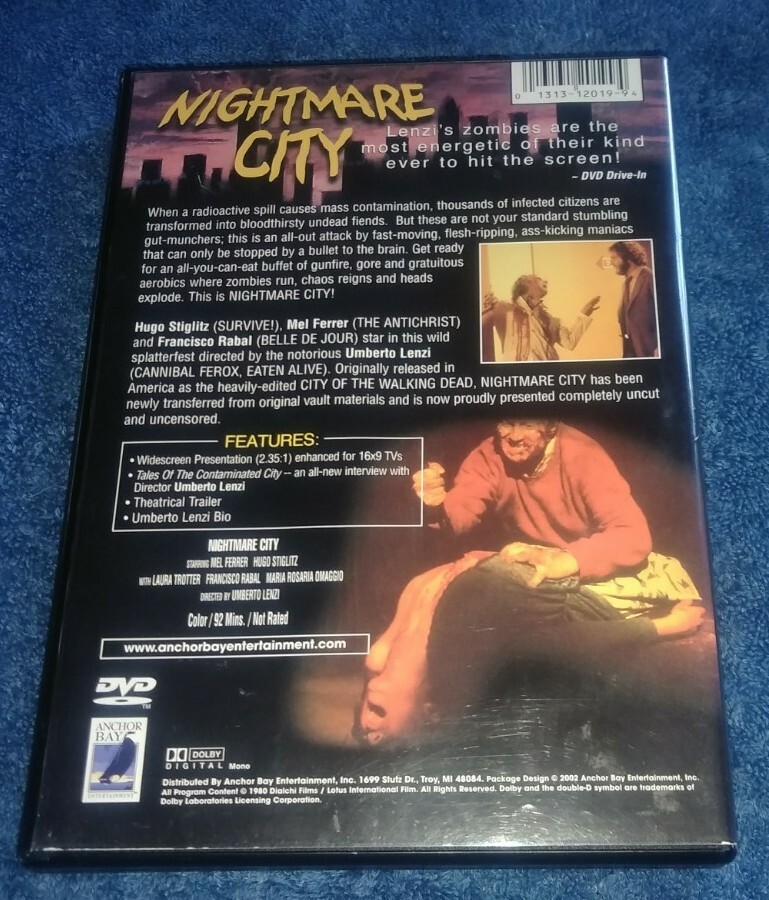 NIGHTMARE
CITY
0 1313-12019-9 4
Lenzi's zombies are the
most energetic of their kind
ever to hit the screen!
~ DVD Drive-In
When a radioactive spill causes mass contamination, thousands of infected citizens are
transformed into bloodthirsty undead fiends. But these are not your standard stumbling
gut-munchers; this is an all-out attack by fast-moving, flesh-ripping, ass-kicking maniacs
that can only be stopped by a bullet to the brain. Get ready
for an all-you-can-eat buffet of gunfire, gore and gratuitous
aerobics where zombies run, chaos reigns and heads
explode. This is NIGHTMARE CITY!
Hugo Stiglitz (SURVIVE!), Mel Ferrer (THE ANTICHRIST)
and Francisco Rabal (BELLE DE JOUR) star in this wild
splatterfest directed by the notorious Umberto Lenzi
(CANNIBAL FEROX, EATEN ALIVE). Originally released in
America as the heavily-edited CITY OF THE WALKING DEAD, NIGHTMARE CITY has been
newly transferred from original vault materials and is now proudly presented completely uncut
and uncensored.
FEATURES:
• Widescreen Presentation (2.35:1) enhanced for 16x9 TVs
• Tales Of The Contaminated City -- an all-new interview with
Director Umberto Lenzi
• Theatrical Trailer
• Umberto Lenzi Bio
NIGHTMARE CITY
STARRING MEL FERRER HUGO STIGLITZ
WITH LAURA TROTTER FRANCISCO RABAL MARIA ROSARIA OMAGGIO
DIRECTED BY UMBERTO LENZI
Color / 92 Mins. / Not Rated
www.anchorbayentertainment.com
DVD
TM
ANCHOR
BAY
ENTERTAINMENT
DOLBY
DIGITAL Mono
Distributed By Anchor Bay Entertainment, Inc. 1699 Stutz Dr., Troy, MI 48084. Package Design © 2002 Anchor Bay Entertainment, Inc.
All Program Content © 1980 Dialchi Films / Lotus International Film. All Rights Reserved. Dolby and the double-D symbol are trademarks of
Dolby Laboratories Licensing Corporation.